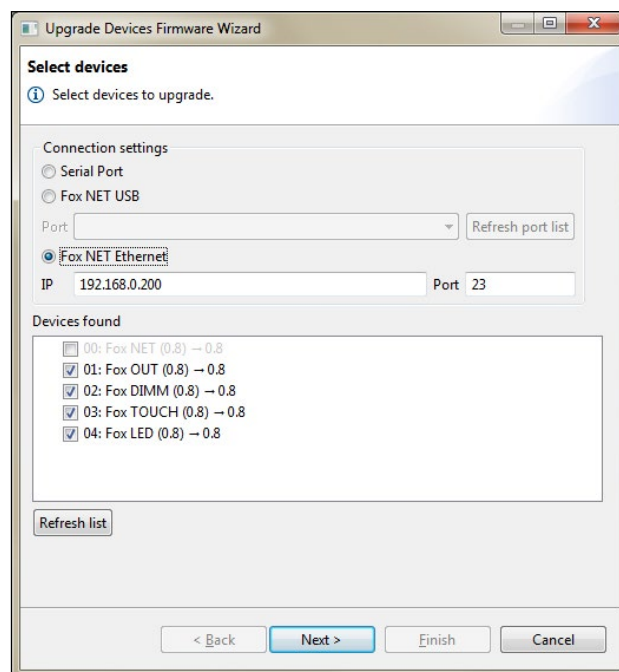 Upgrade Devices Firmware Wizard
Select devices
Select devices to upgrade.
Connection settings
Serial Port
Fox NET USB
Port Refresh port list
Fox NET Ethernet
IP 192.168.0.200 Port 23
Devices found
00: Fox NET (0.8) → 0.8
01: Fox OUT (0.8) → 0.8
02: Fox DIMM (0.8) → 0.8
03: Fox TOUCH (0.8) → 0.8
04: Fox LED (0.8) → 0.8
Refresh list
< Back Next > Finish Cancel